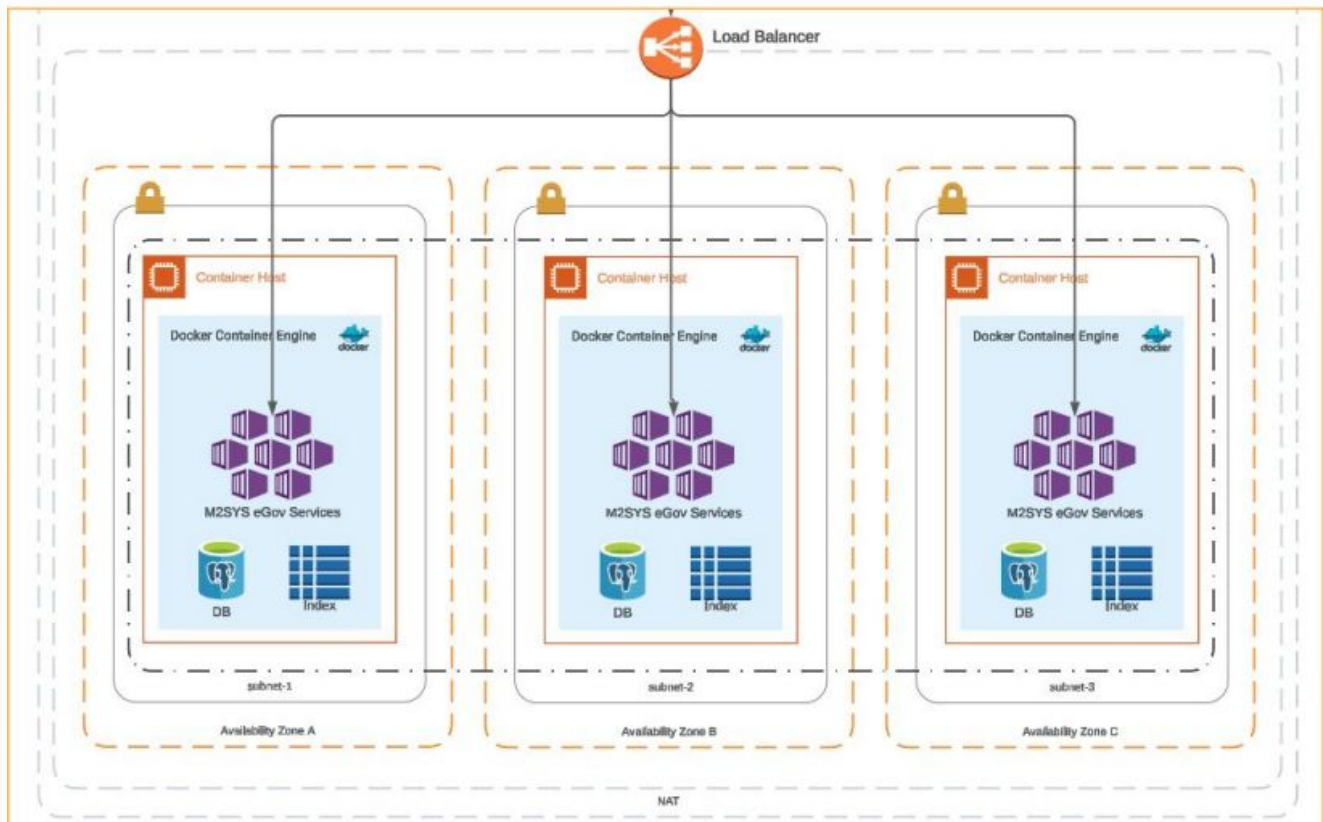 Load Balancer
Container Host
Docker Container Engine
docker
M2SYS eGov Services
DB
Index
subnet-1
Availability Zone A
Container Host
Docker Container Engine
docker
M2SYS eGov Services
DB
Index
subnet-2
Availability Zone B
Container Host
Docker Container Engine
docker
M2SYS eGov Services
DB
Index
subnet-3
Availability Zone C
NAT